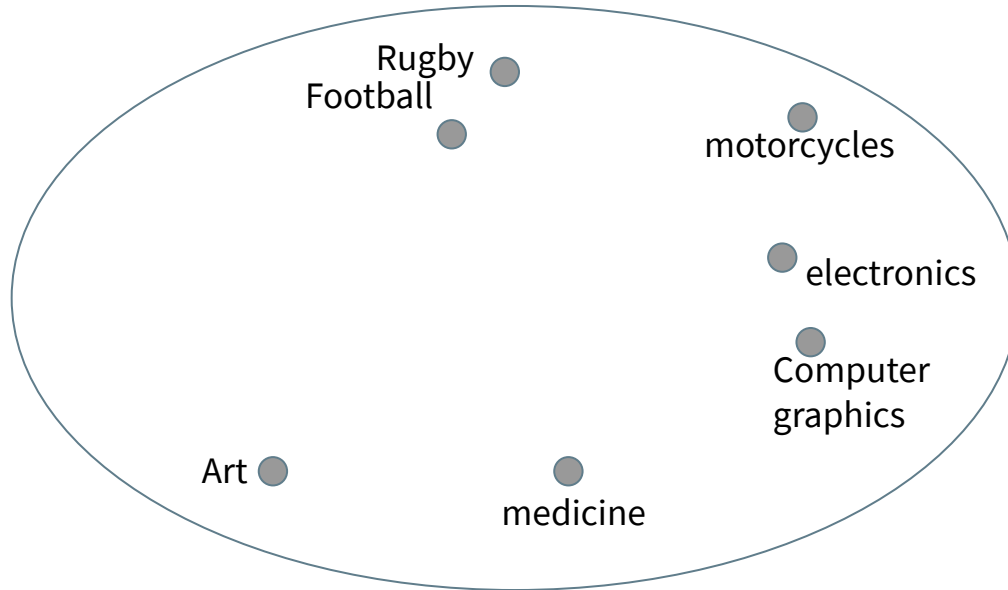 Rugby
Football
motorcycles
electronics
Computer
graphics
Art
medicine